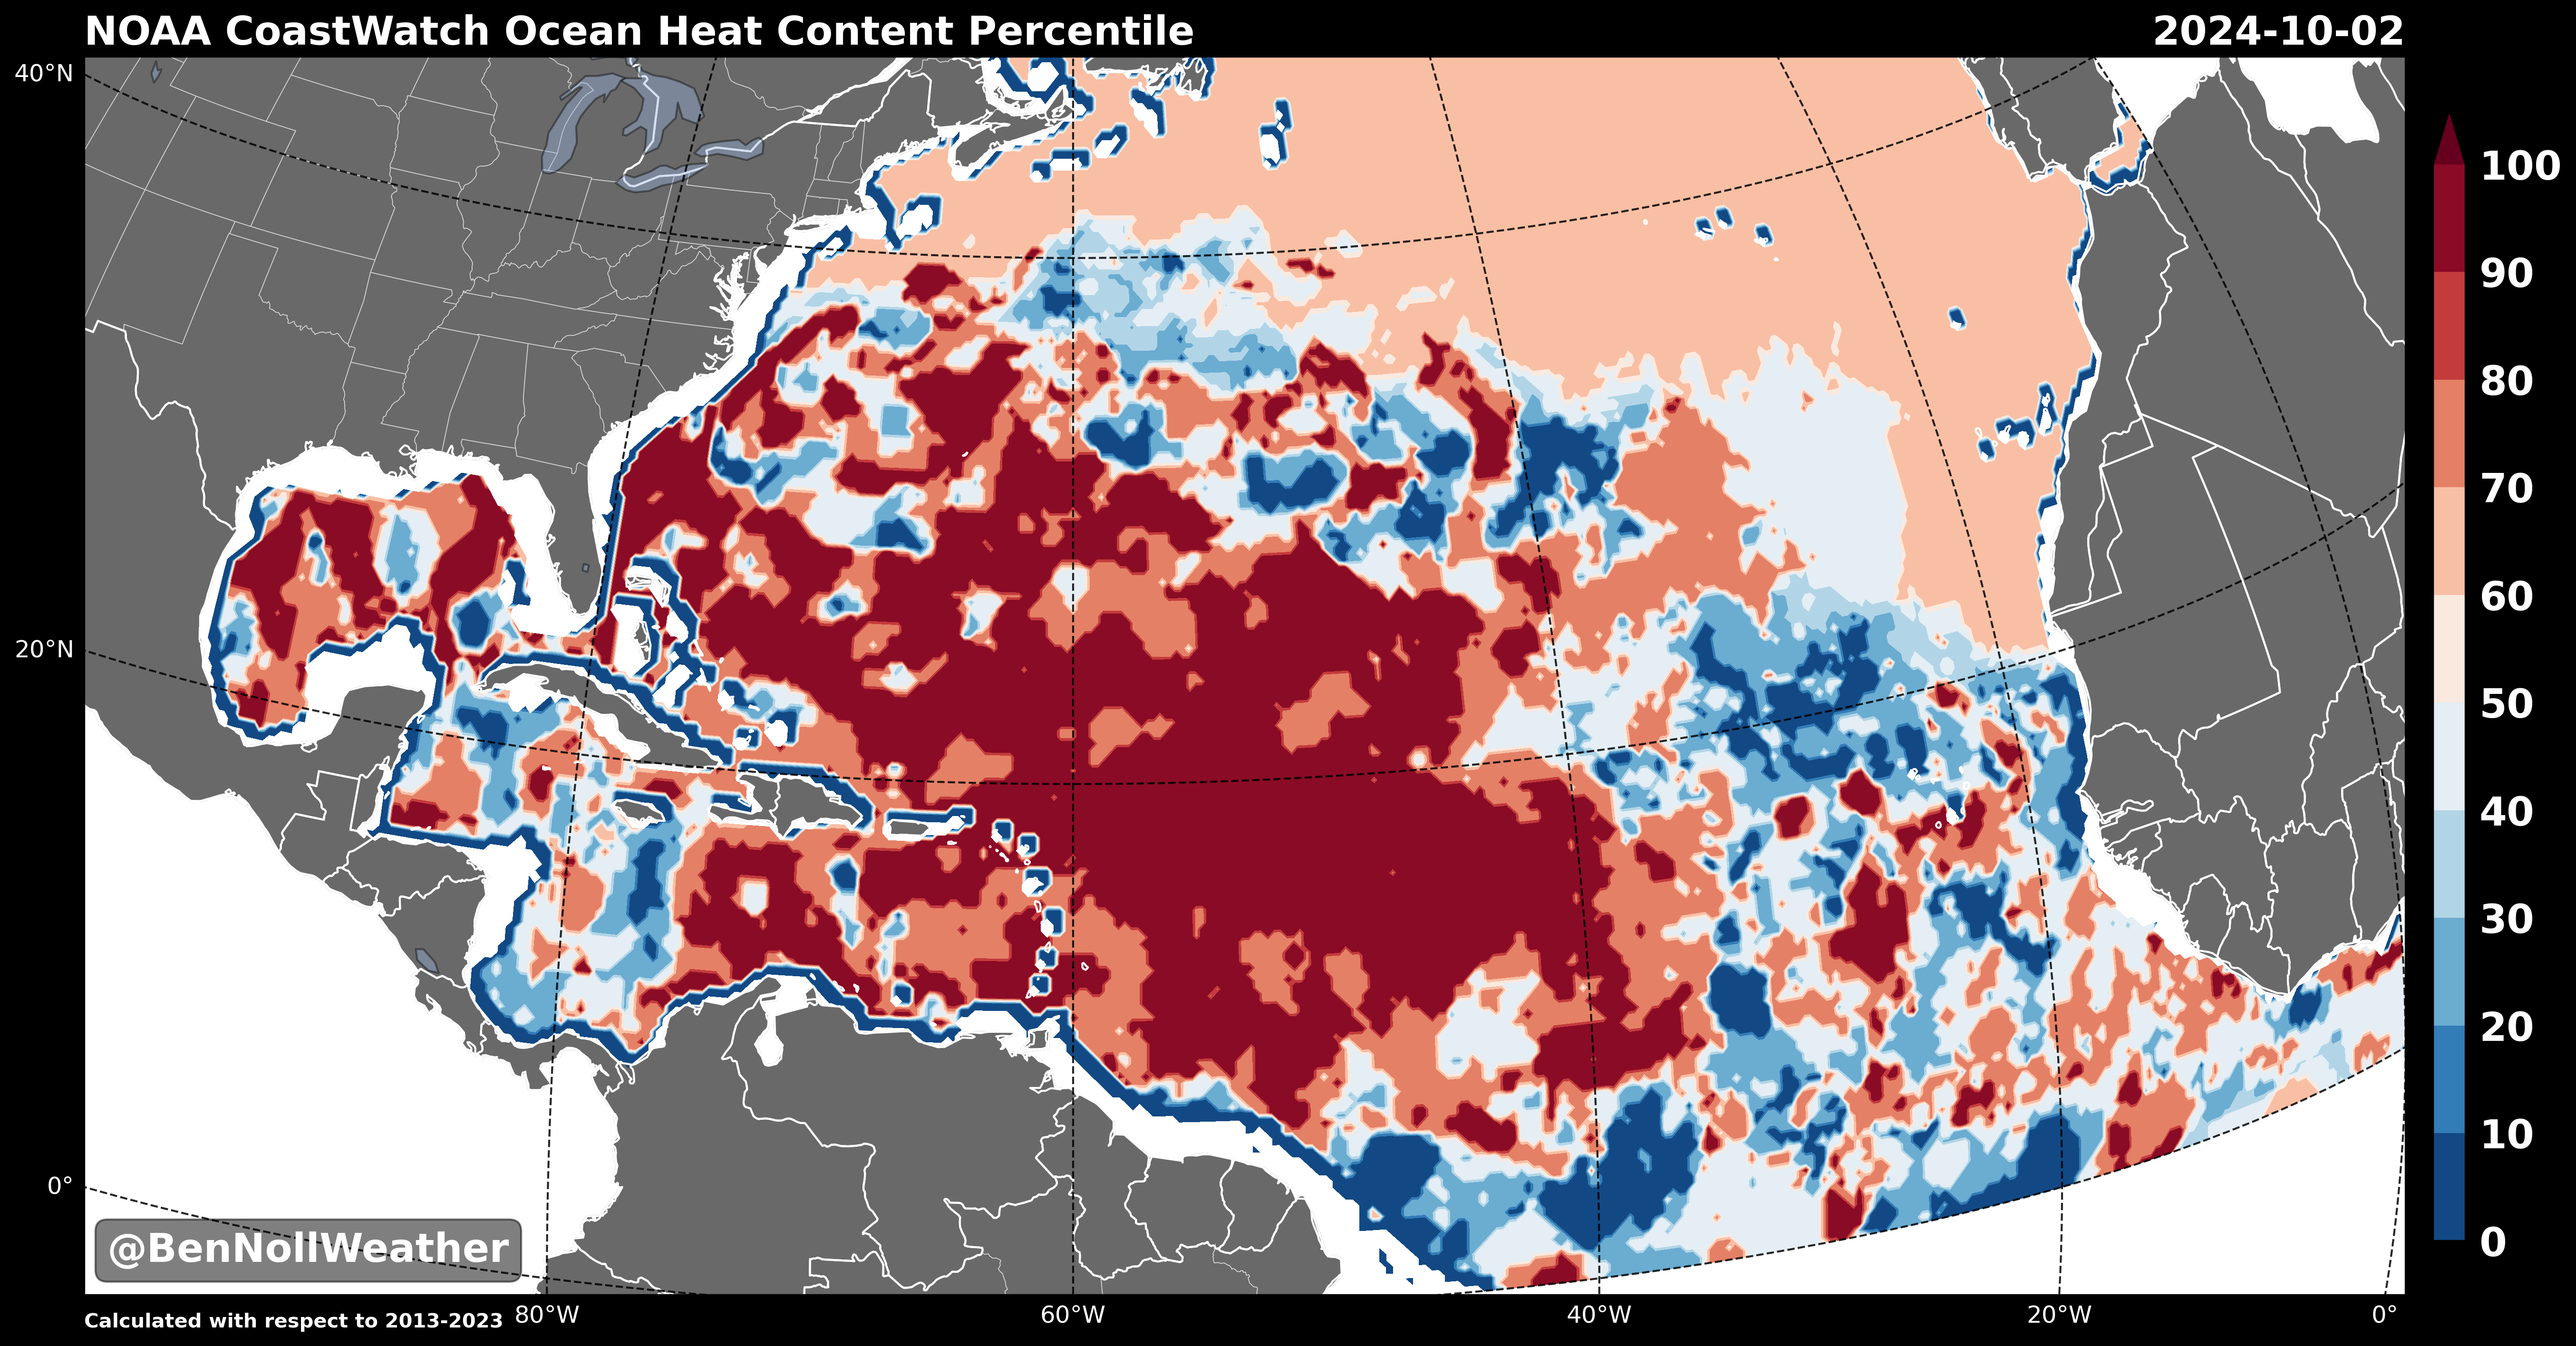 NOAA CoastWatch Ocean Heat Content Percentile 2024-10-02
40°N
20°N
0°
100
90
80
70
60
50
40
30
20
10
0
@BenNollWeather
Calculated with respect to 2013-2023 80°W 60°W 40°W 20°W 0°